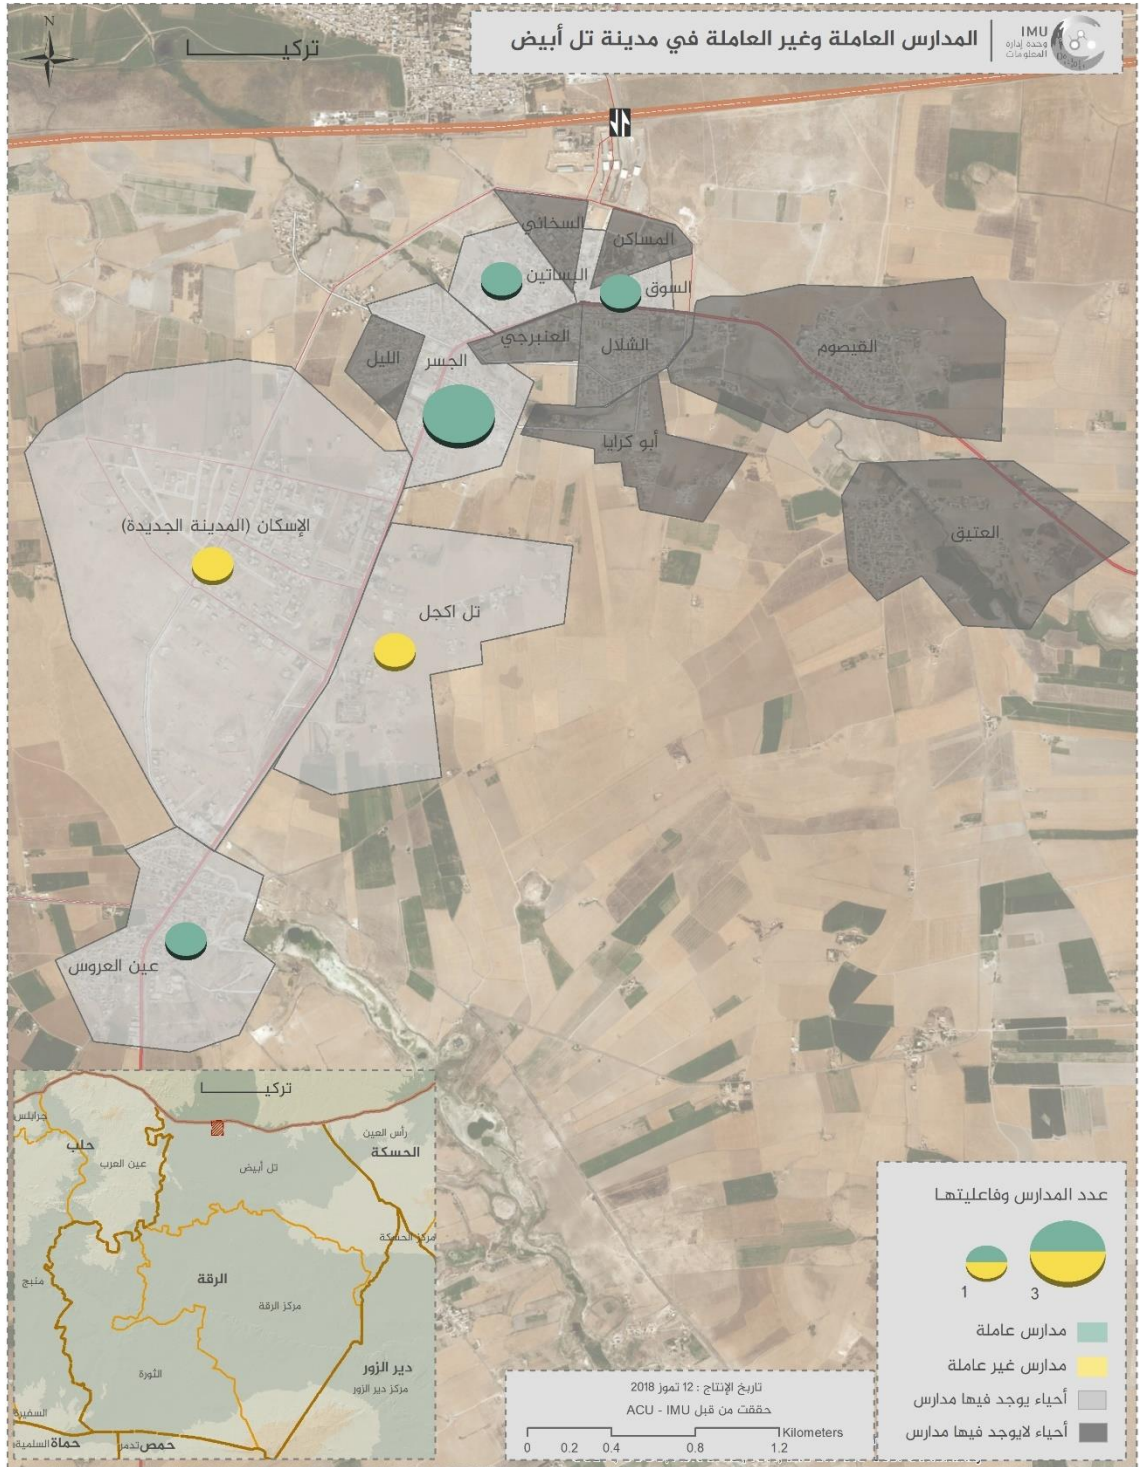 N
تركيـــــــا
المدارس العاملة وغير العاملة في مدينة تل أبيض
IMU
وحدة إدارة
المعلومات
السخاني
المساكن
البساتين
السوق
العنبرجي
الشلال
القيصوم
الليل
الجسر
أبو كرايا
العتيق
الإسكان (المدينة الجديدة)
تل اكجل
عين العروس
تركيـــــــا
جرابلس
حلب
عين العرب
تل أبيض
رأس العين
الحسكة
مركز الحسكة
منبج
الرقة
مركز الرقة
الثورة
دير الزور
مركز دير الزور
السفيرة
السلمية
حماة
حمص
تدمر
عدد المدارس وفاعليتها
1
3
مدارس عاملة
مدارس غير عاملة
أحياء يوجد فيها مدارس
أحياء لايوجد فيها مدارس
تاريخ الإنتاج : 12 تموز 2018
حققت من قبل ACU - IMU
Kilometers
0 0.2 0.4 0.8 1.2